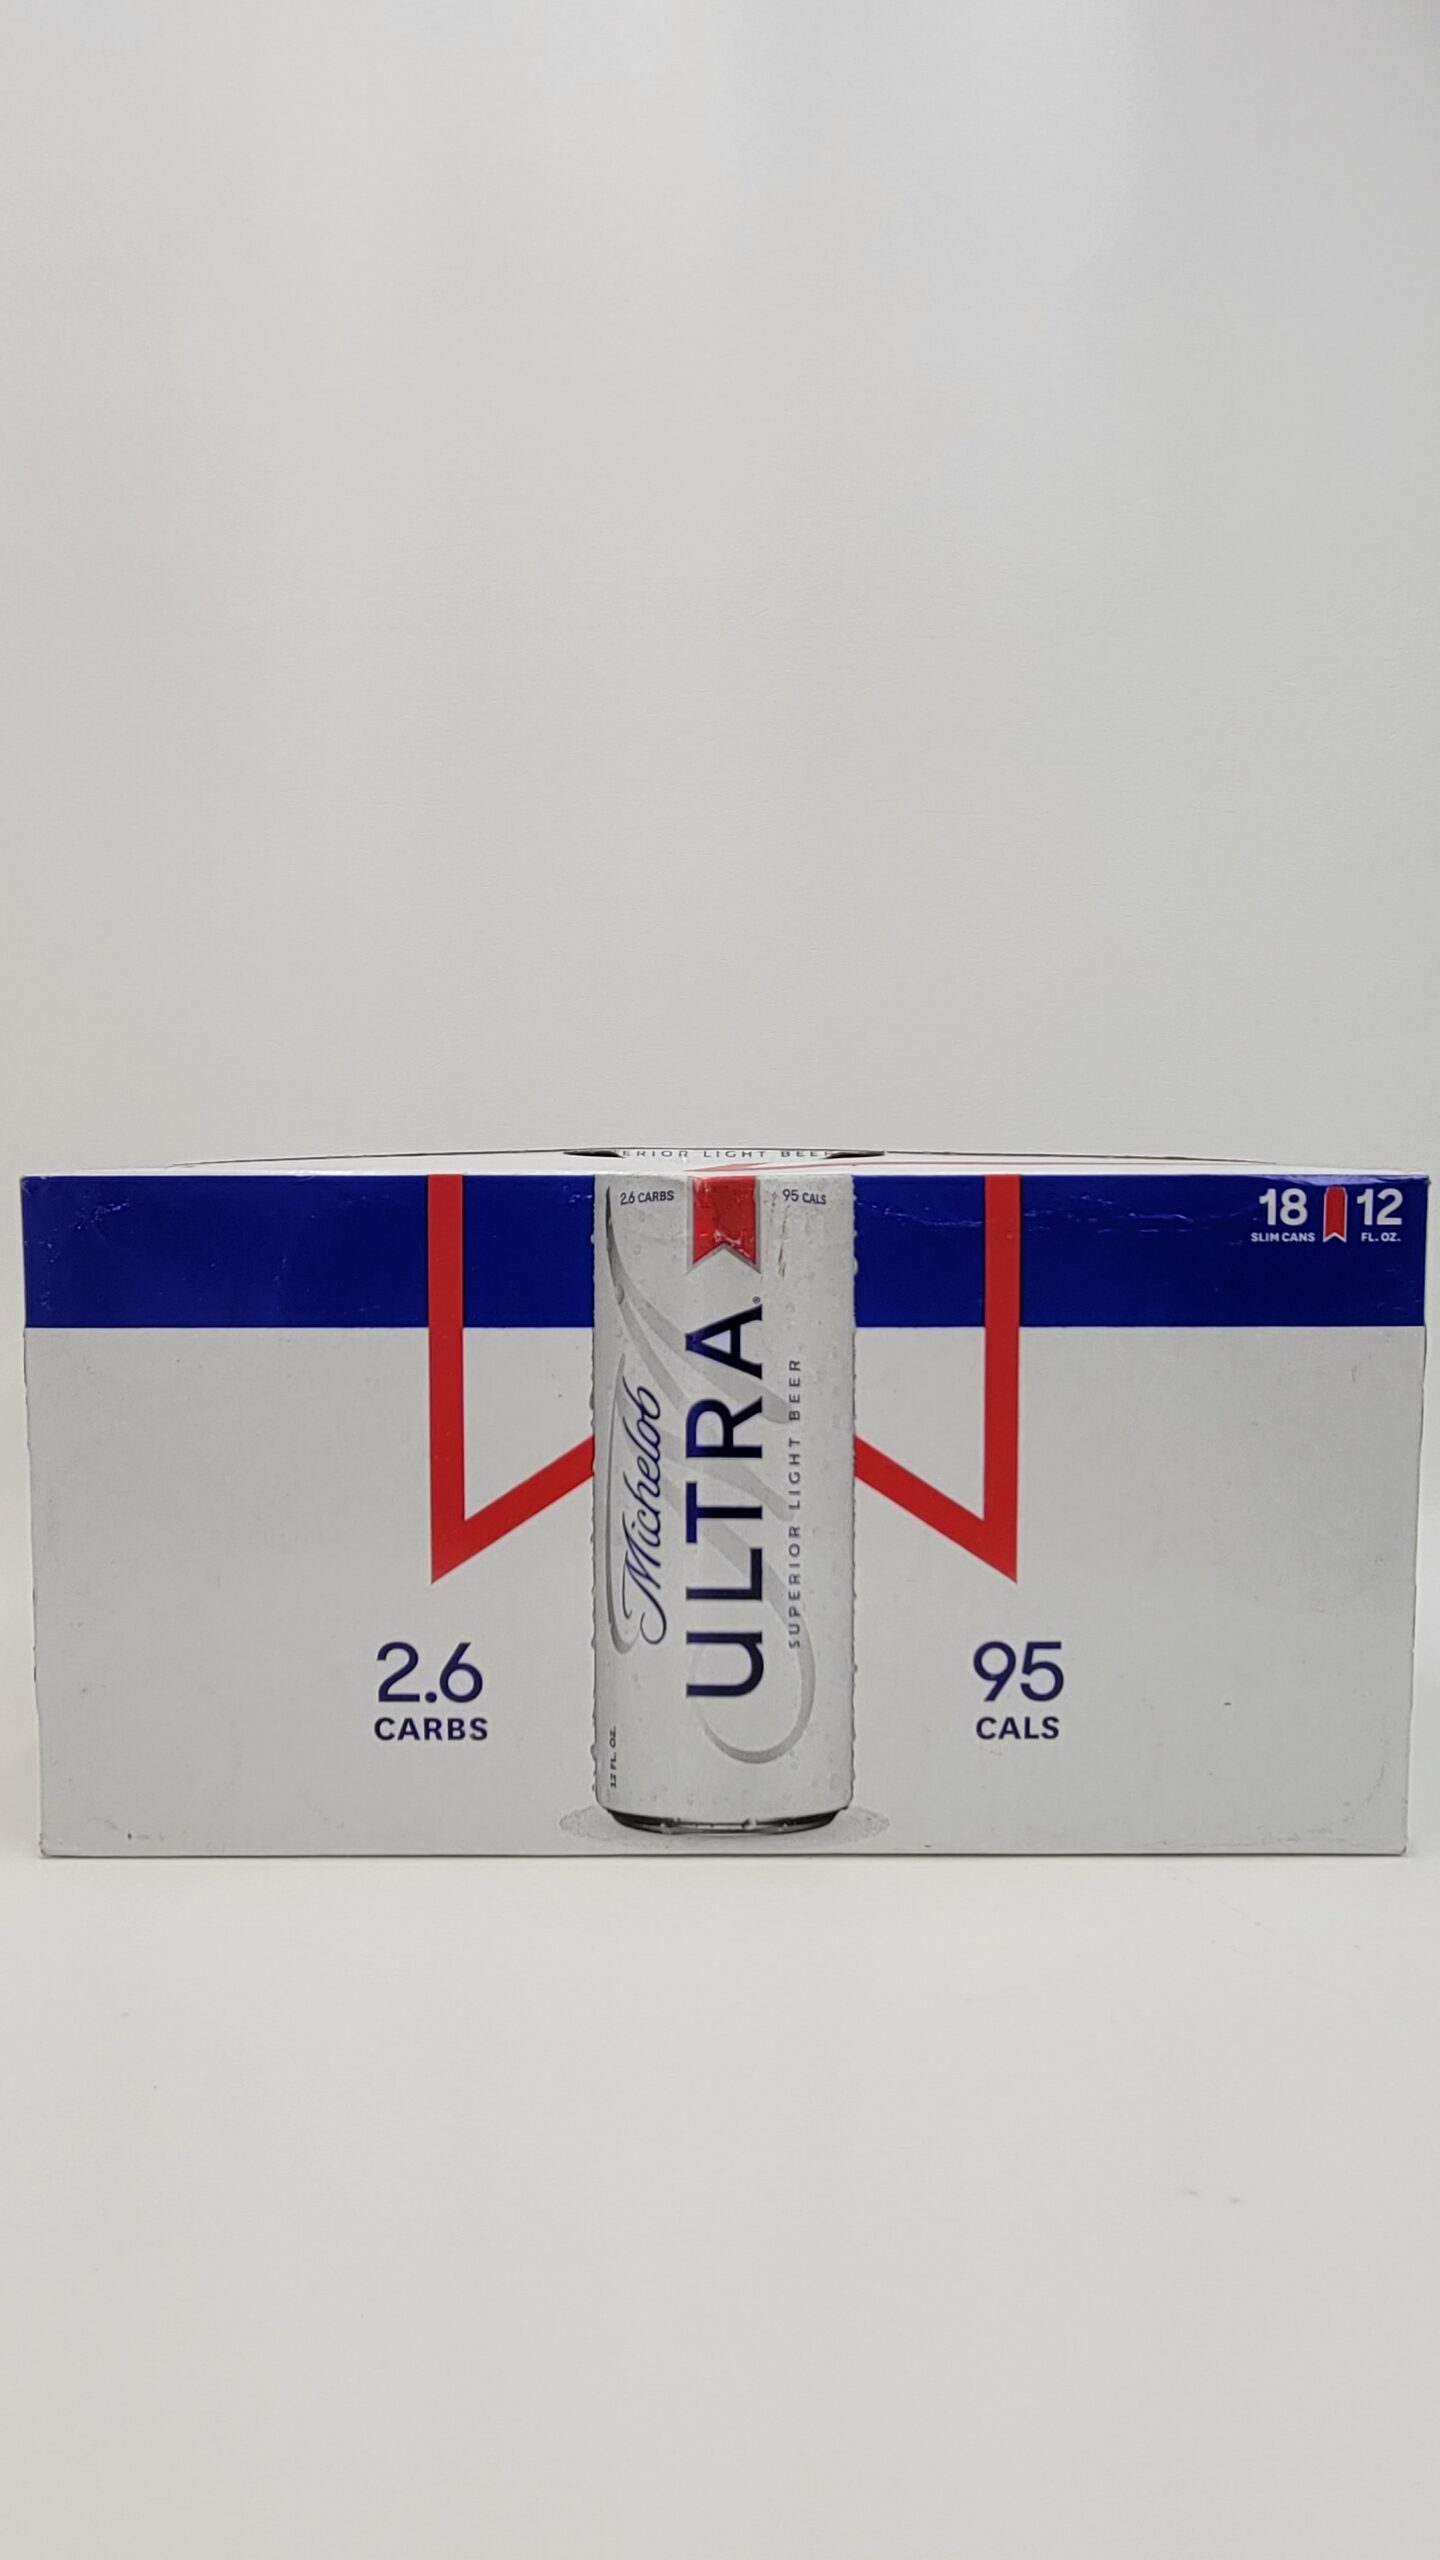 ERIOR LIGHT BEER
2.6 CARBS
95 CALS
18
SLIM CANS
12
FL. OZ.
Michelob
ULTRA®
SUPERIOR LIGHT BEER
12 FL. OZ.
2.6
CARBS
95
CALS